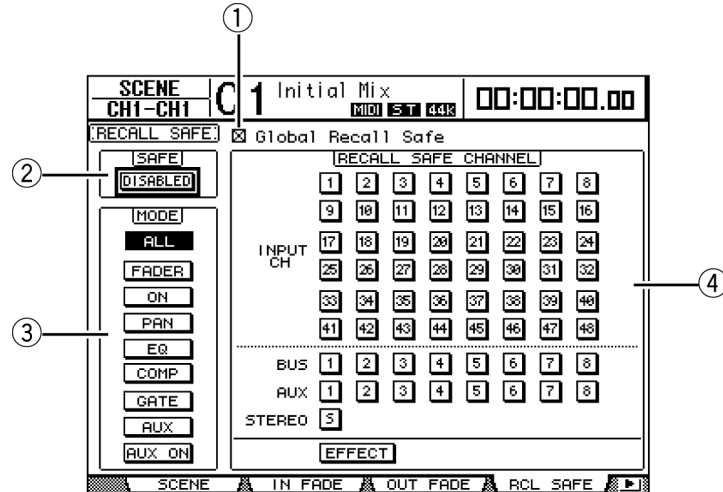 ①
SCENE
CH1-CH1
01 Initial Mix
MIDI ST 44k
00:00:00.00
RECALL SAFE
☒ Global Recall Safe
②
SAFE
DISABLED
③
MODE
ALL
FADER
ON
PAN
EQ
COMP
GATE
AUX
AUX ON
④
RECALL SAFE CHANNEL
INPUT CH
1 2 3 4 5 6 7 8
9 10 11 12 13 14 15 16
17 18 19 20 21 22 23 24
25 26 27 28 29 30 31 32
33 34 35 36 37 38 39 40
41 42 43 44 45 46 47 48
BUS 1 2 3 4 5 6 7 8
AUX 1 2 3 4 5 6 7 8
STEREO S
EFFECT
SCENE IN FADE OUT FADE RCL SAFE